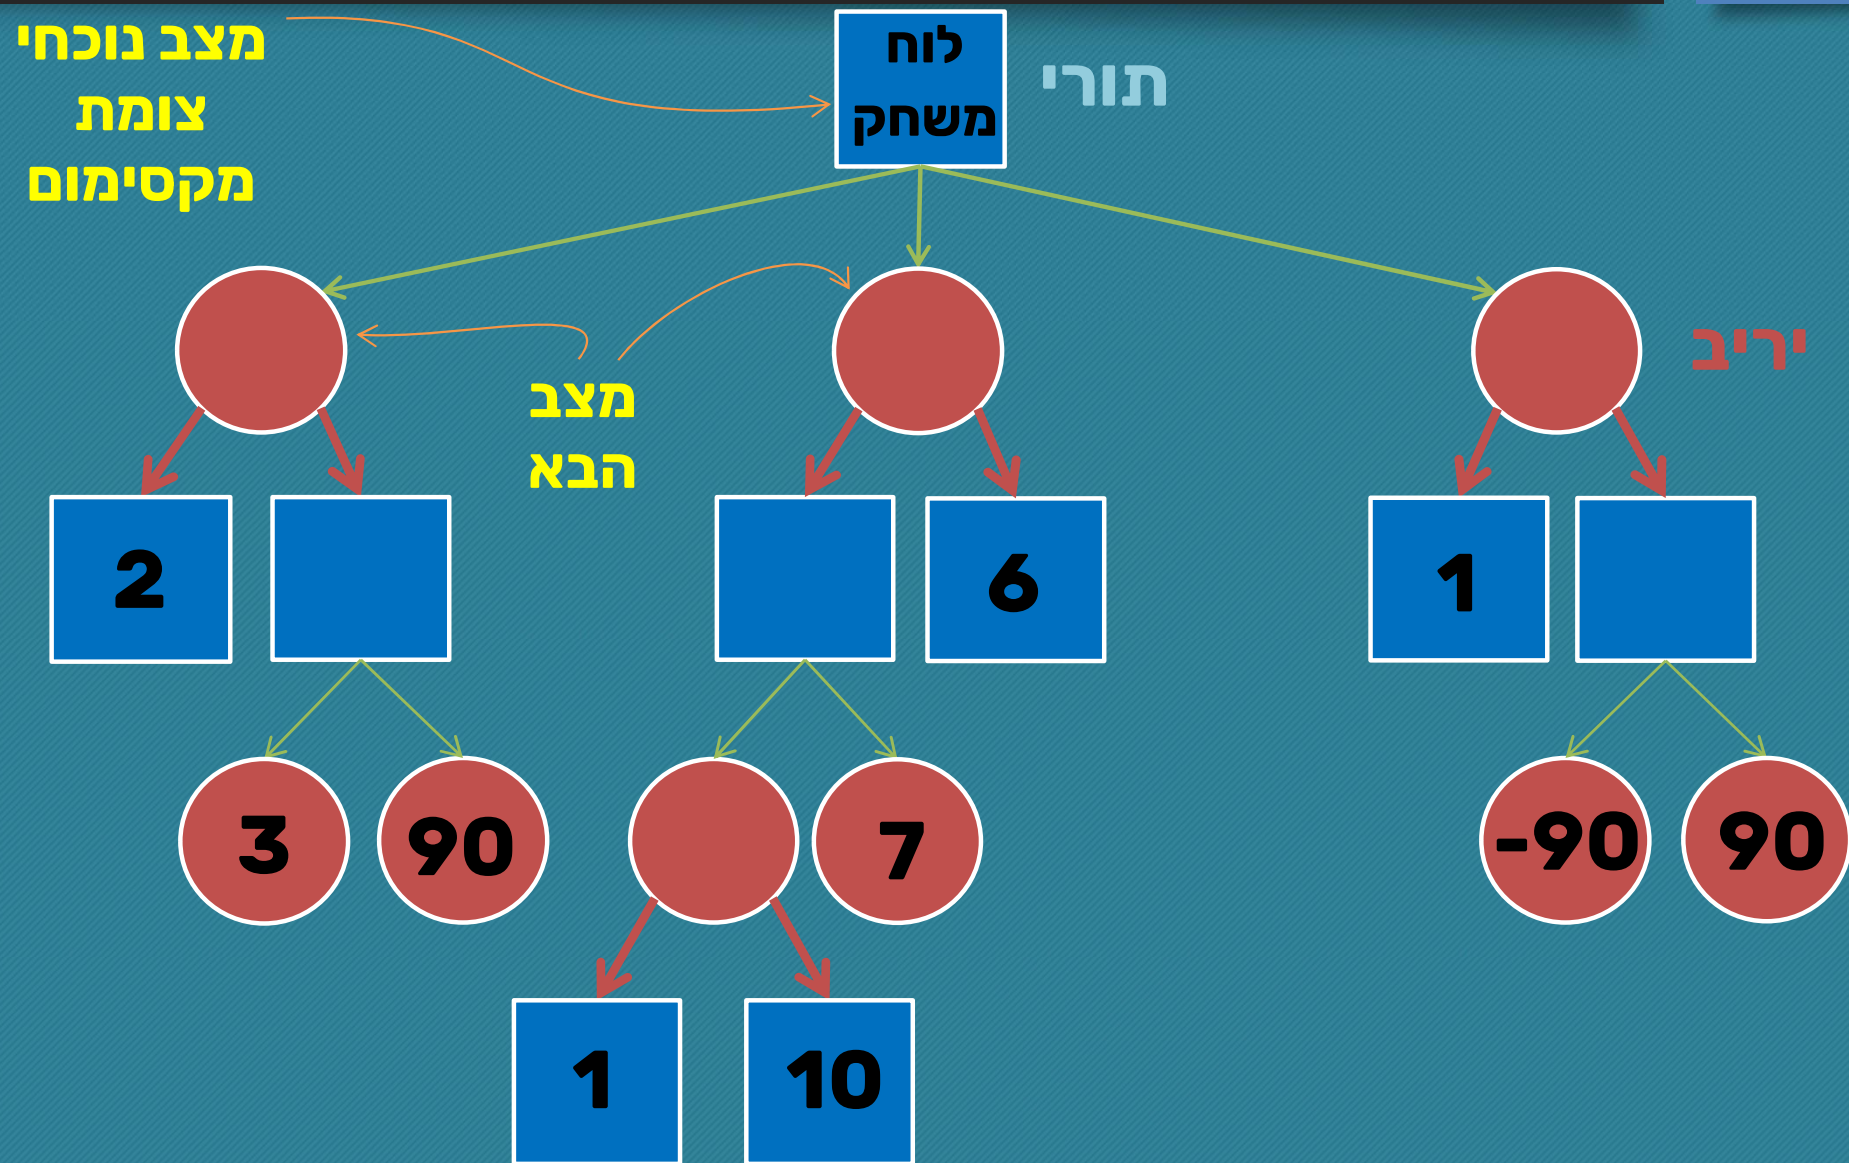 מצב נוכחי
צומת
מקסימום
לוח
משחק
תורי
יריב
מצב
הבא
2
6
1
3
90
7
-90
90
1
10